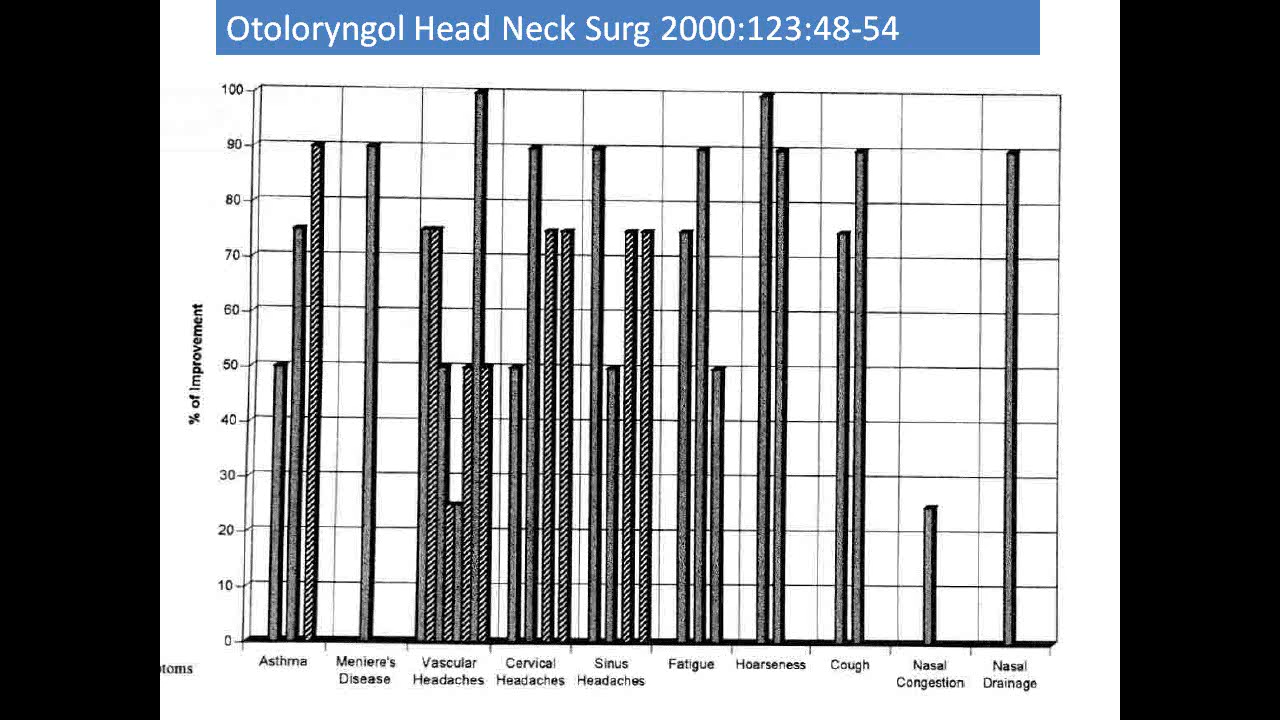 Otoloryngol Head Neck Surg 2000:123:48-54
100
90
80
70
60
50
40
30
20
10
0
% of Improvement
Asthma
Meniere's
Disease
Vascular
Headaches
Cervical
Headaches
Sinus
Headaches
Fatigue
Hoarseness
Cough
Nasal
Congestion
Nasal
Drainage
toms